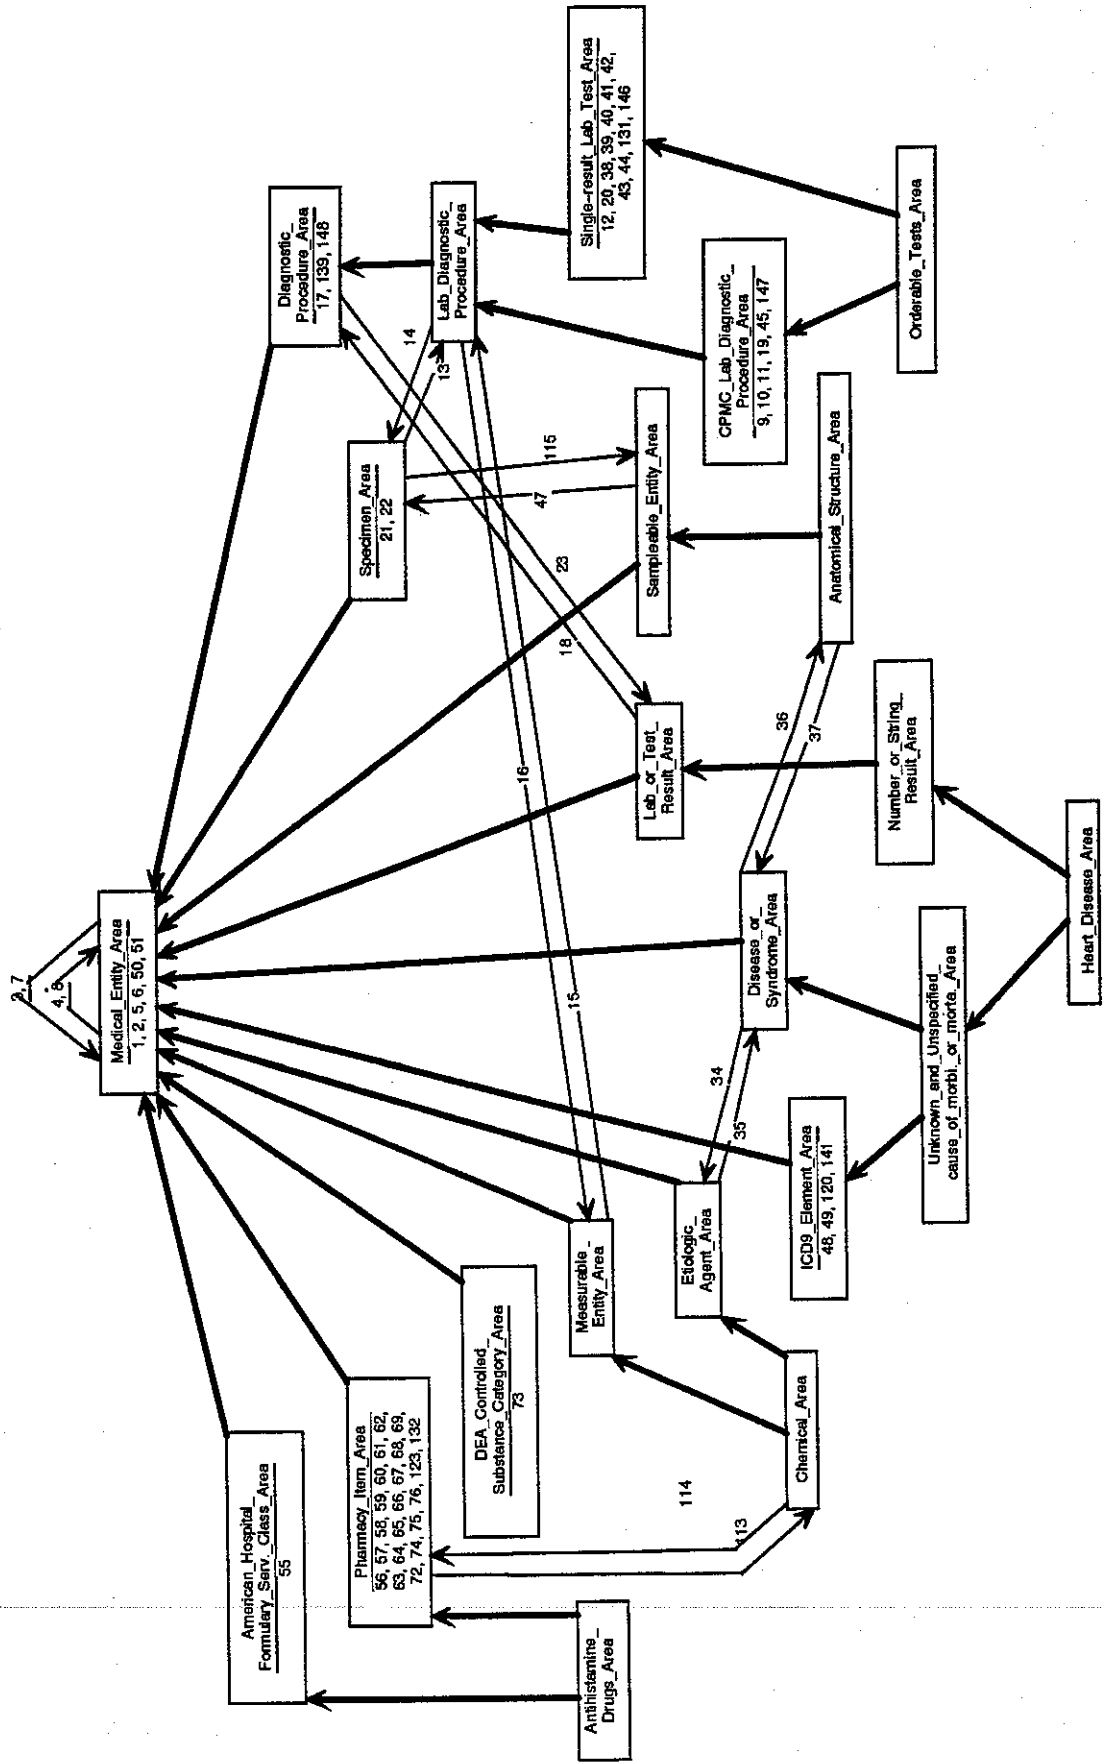 3, 7
4, 8
Medical_Entity_Area
1, 2, 5, 6, 50, 51
American_Hospital_
Formulary_Serv._Class_Area
55
Pharmacy_Item_Area
56, 57, 58, 59, 60, 61, 62,
63, 64, 65, 66, 67, 68, 69,
72, 74, 75, 76, 123, 132
DEA_Controlled_
Substance_Category_Area
73
Specimen_Area
21, 22
Diagnostic_
Procedure_Area
17, 139, 148
14
13
Lab_Diagnostic_
Procedure_Area
Antihistamine_
Drugs_Area
Measurable_
Entity_Area
16
15
18
23
47
115
Single-result_Lab_Test_Area
12, 20, 38, 39, 40, 41, 42,
43, 44, 131, 146
114
113
Etiologic_
Agent_Area
34
35
Lab_or_Test_
Result_Area
Sampleable_Entity_Area
CPMC_Lab_Diagnostic_
Procedure_Area
9, 10, 11, 19, 45, 147
Chemical_Area
ICD9_Element_Area
48, 49, 120, 141
Disease_or_
Syndrome_Area
36
37
Anatomical_Structure_Area
Unknown_and_Unspecified_
cause_of_morbi._or_morta._Area
Number_or_String_
Result_Area
Orderable_Tests_Area
Heart_Disease_Area